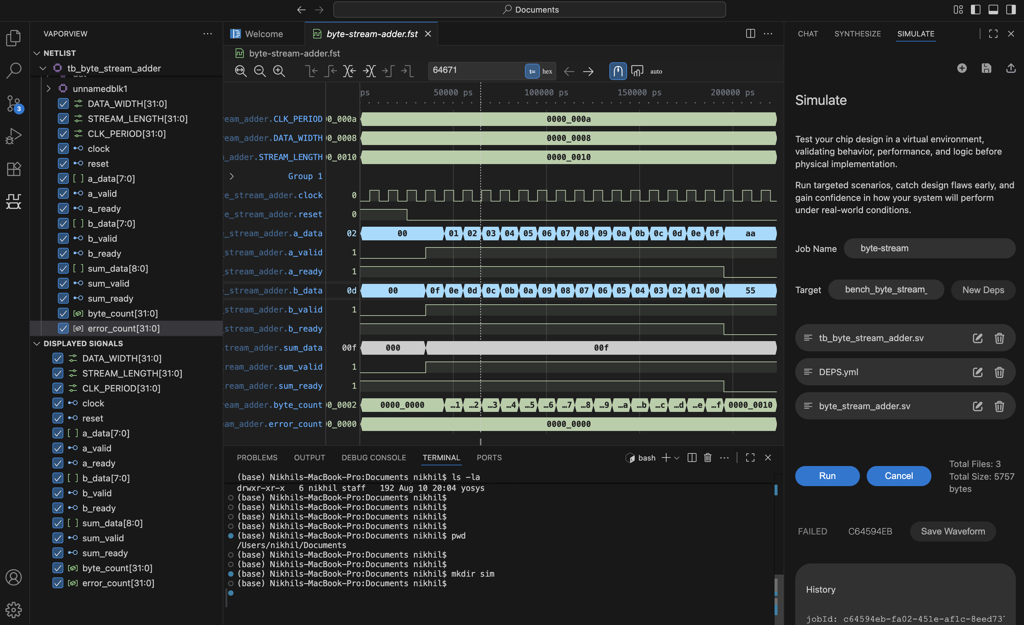 Documents
VAPORVIEW
NETLIST
tb_byte_stream_adder
unnamedblk1
DATA_WIDTH[31:0]
STREAM_LENGTH[31:0]
CLK_PERIOD[31:0]
clock
reset
a_data[7:0]
a_valid
a_ready
b_data[7:0]
b_valid
b_ready
sum_data[8:0]
sum_valid
sum_ready
byte_count[31:0]
error_count[31:0]
DISPLAYED SIGNALS
DATA_WIDTH[31:0]
STREAM_LENGTH[31:0]
CLK_PERIOD[31:0]
clock
reset
a_data[7:0]
a_valid
a_ready
b_data[7:0]
b_valid
b_ready
sum_data[8:0]
sum_valid
sum_ready
byte_count[31:0]
error_count[31:0]
3
Welcome
byte-stream-adder.fst
byte-stream-adder.fst
64671
t= hex
auto
ps 50000 ps 100000 ps 150000 ps 200000 ps
eam_adder.CLK_PERIOD 00_000a 0000_000a
am_adder.DATA_WIDTH 00_0008 0000_0008
_adder.STREAM_LENGTH 00_0010 0000_0010
Group 1
e_stream_adder.clock 0
e_stream_adder.reset 0
_stream_adder.a_data 02 00 01 02 03 04 05 06 07 08 09 0a 0b 0c 0d 0e 0f aa
stream_adder.a_valid 1
stream_adder.a_ready 1
_stream_adder.b_data 0d 00 0f 0e 0d 0c 0b 0a 09 08 07 06 05 04 03 02 01 00 55
stream_adder.b_valid 1
stream_adder.b_ready 1
tream_adder.sum_data 00f 000 00f
ream_adder.sum_valid 1
ream_adder.sum_ready 1
eam_adder.byte_count 00_0002 0000_0000 …1 …2 …3 …4 …5 …6 …7 …8 …9 …a …b …c …d …e …f 0000_0010
am_adder.error_count 00_0000 0000_0000
PROBLEMS OUTPUT DEBUG CONSOLE TERMINAL PORTS
bash
(base) Nikhils-MacBook-Pro:Documents nikhil$ ls -la
drwxr-xr-x 6 nikhil staff 192 Aug 10 20:04 yosys
(base) Nikhils-MacBook-Pro:Documents nikhil$
(base) Nikhils-MacBook-Pro:Documents nikhil$
(base) Nikhils-MacBook-Pro:Documents nikhil$
(base) Nikhils-MacBook-Pro:Documents nikhil$
(base) Nikhils-MacBook-Pro:Documents nikhil$ pwd
/Users/nikhil/Documents
(base) Nikhils-MacBook-Pro:Documents nikhil$
(base) Nikhils-MacBook-Pro:Documents nikhil$
(base) Nikhils-MacBook-Pro:Documents nikhil$ mkdir sim
(base) Nikhils-MacBook-Pro:Documents nikhil$
CHAT SYNTHESIZE SIMULATE
Simulate
Test your chip design in a virtual environment,
validating behavior, performance, and logic before
physical implementation.
Run targeted scenarios, catch design flaws early, and
gain confidence in how your system will perform
under real-world conditions.
Job Name byte-stream
Target bench_byte_stream_ New Deps
tb_byte_stream_adder.sv
DEPS.yml
byte_stream_adder.sv
Run Cancel
Total Files: 3
Total Size: 5757
bytes
FAILED C64594EB Save Waveform
History
jobId: c64594eb-fa02-451e-af1c-8eed73